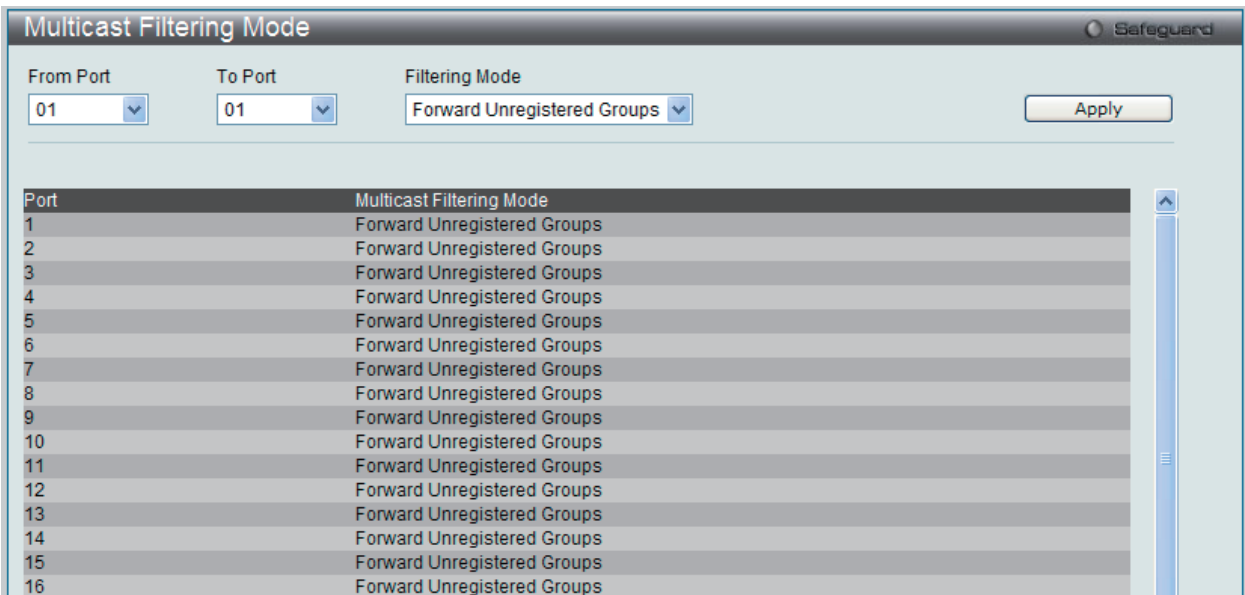 Multicast Filtering Mode
Safeguard
From Port To Port Filtering Mode
01 01 Forward Unregistered Groups Apply
Port Multicast Filtering Mode
1 Forward Unregistered Groups
2 Forward Unregistered Groups
3 Forward Unregistered Groups
4 Forward Unregistered Groups
5 Forward Unregistered Groups
6 Forward Unregistered Groups
7 Forward Unregistered Groups
8 Forward Unregistered Groups
9 Forward Unregistered Groups
10 Forward Unregistered Groups
11 Forward Unregistered Groups
12 Forward Unregistered Groups
13 Forward Unregistered Groups
14 Forward Unregistered Groups
15 Forward Unregistered Groups
16 Forward Unregistered Groups